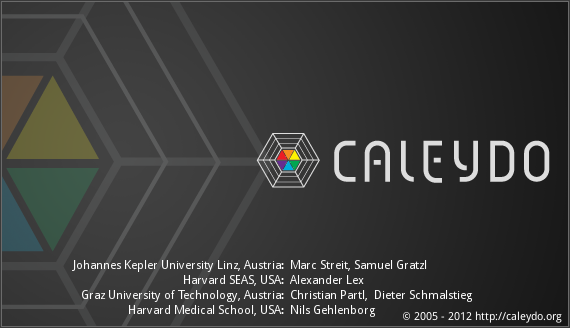 CALEYDO
Johannes Kepler University Linz, Austria: Marc Streit, Samuel Gratzl
Harvard SEAS, USA: Alexander Lex
Graz University of Technology, Austria: Christian Partl, Dieter Schmalstieg
Harvard Medical School, USA: Nils Gehlenborg
© 2005 - 2012 http://caleydo.org